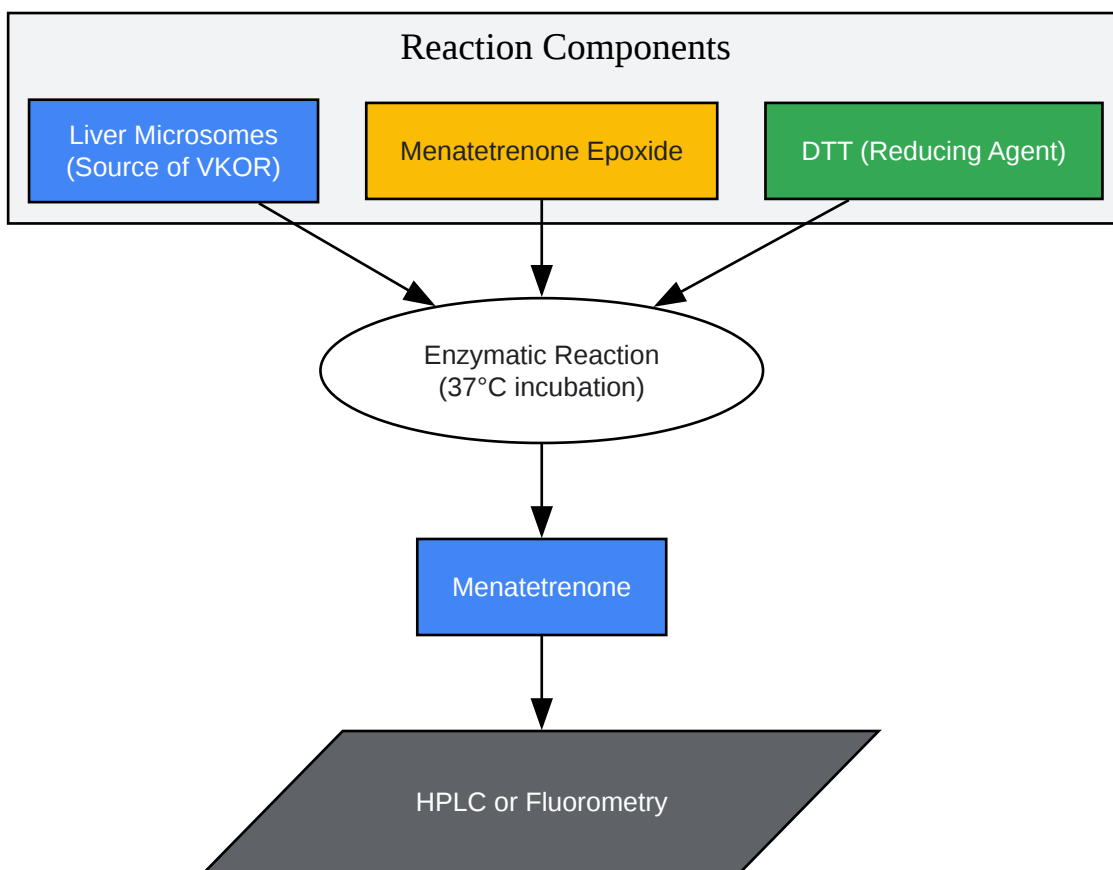 Reaction Components
Liver Microsomes
(Source of VKOR)
Menatetrenone Epoxide
DTT (Reducing Agent)
Enzymatic Reaction
(37°C incubation)
Menatetrenone
HPLC or Fluorometry